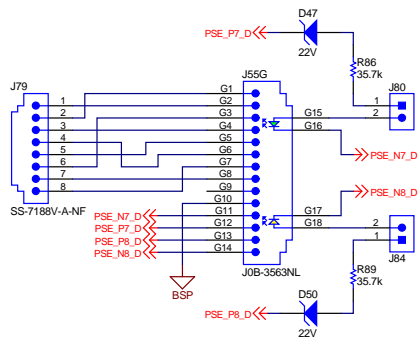 D47
PSE_P7_D
22V
R86
35.7k
J79
J55G
J80
1
2
3
4
5
6
7
8
G1
G2
G3
G4
G5
G6
G7
G8
G9
G10
G11
G12
G13
G14
G15
G16
G17
G18
1
2
PSE_N7_D
PSE_N8_D
SS-7188V-A-NF
PSE_N7_D
PSE_P7_D
PSE_P8_D
PSE_N8_D
2
1
J84
BSP
J0B-3563NL
R89
35.7k
D50
PSE_P8_D
22V